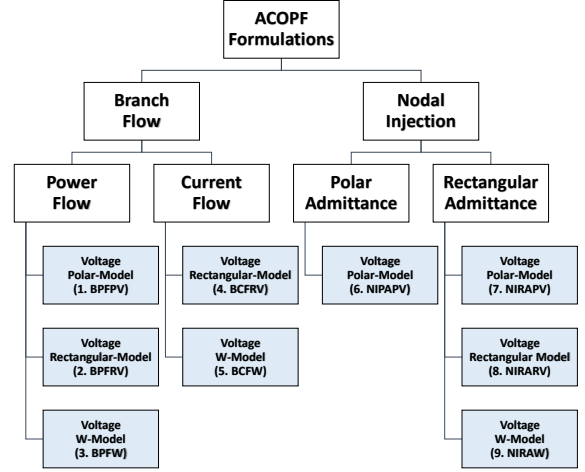 ACOPF
Formulations
Branch
Flow
Nodal
Injection
Power
Flow
Current
Flow
Polar
Admittance
Rectangular
Admittance
Voltage
Polar-Model
(1. BPFPV)
Voltage
Rectangular-Model
(2. BPFRV)
Voltage
W-Model
(3. BPFW)
Voltage
Rectangular-Model
(4. BCFRV)
Voltage
W-Model
(5. BCFW)
Voltage
Polar-Model
(6. NIPAPV)
Voltage
Polar-Model
(7. NIRAPV)
Voltage
Rectangular Model
(8. NIRARV)
Voltage
W-Model
(9. NIRAW)